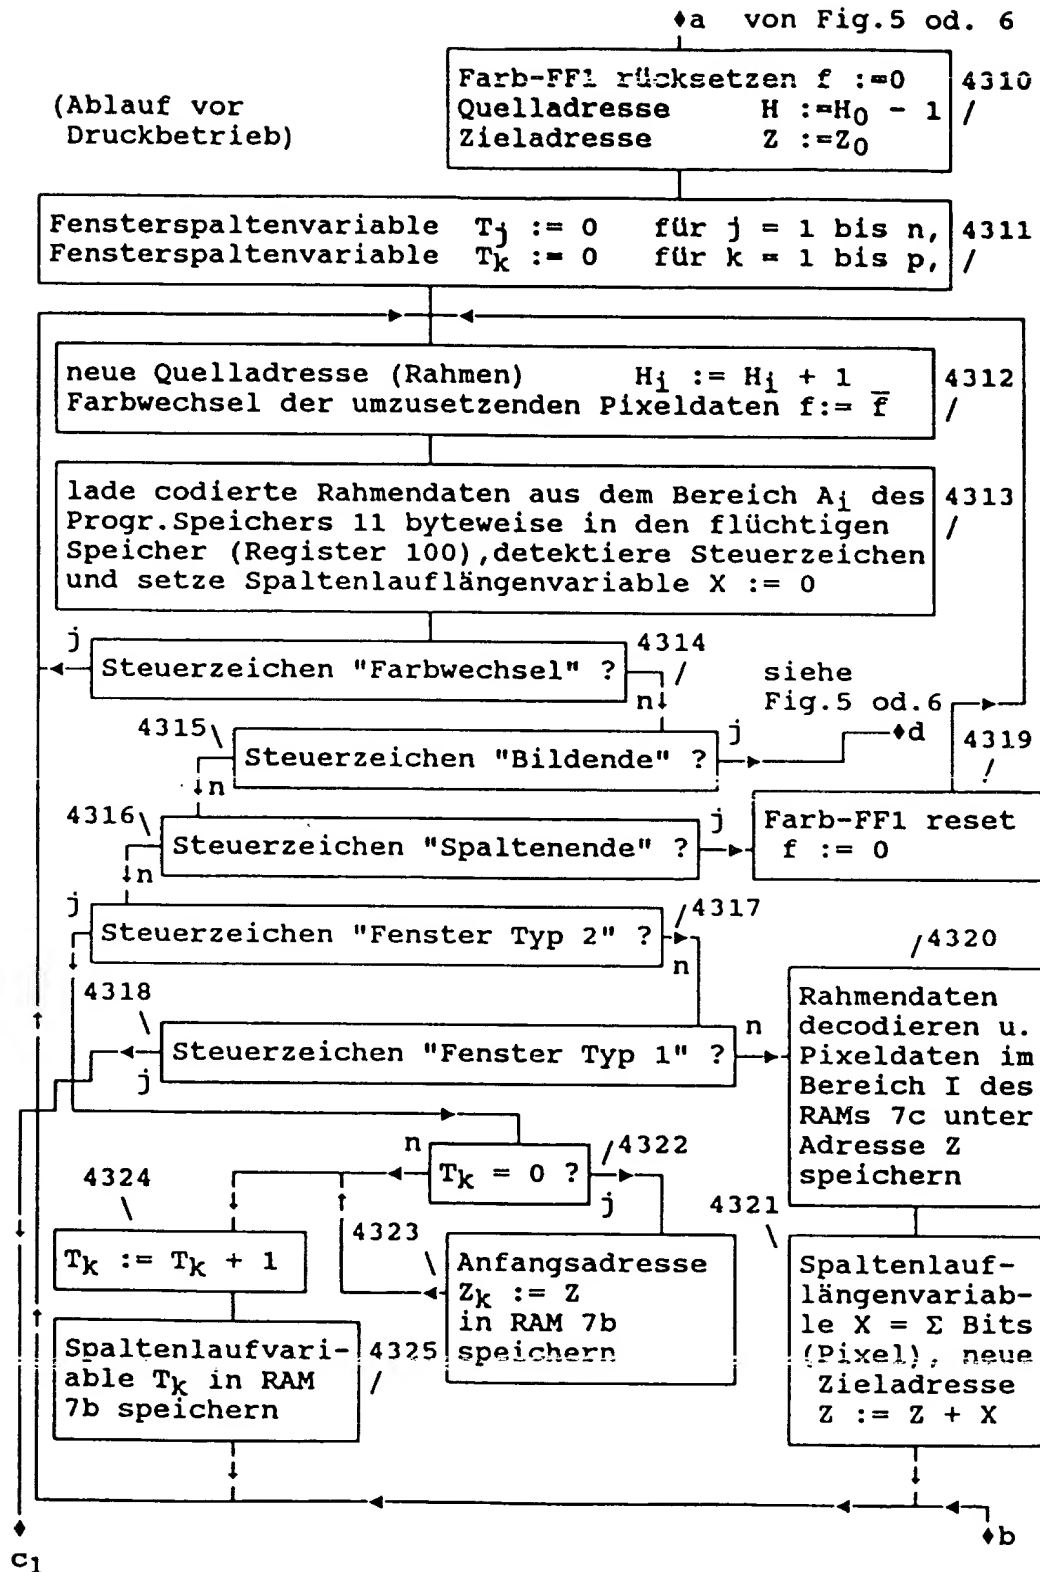 ♦a von Fig.5 od. 6
(Ablauf vor
Druckbetrieb)
Farb-FF1 rücksetzen f :=0
Quelladresse H :=H0 - 1
Zieladresse Z :=Z0
4310
/
Fensterspaltenvariable Tj := 0 für j = 1 bis n,
Fensterspaltenvariable Tk := 0 für k = 1 bis p,
4311
/
neue Quelladresse (Rahmen) Hi := Hi + 1
Farbwechsel der umzusetzenden Pixeldaten f:= f̅
4312
/
lade codierte Rahmendaten aus dem Bereich Ai des
Progr.Speichers 11 byteweise in den flüchtigen
Speicher (Register 100),detektiere Steuerzeichen
und setze Spaltenlauflängenvariable X := 0
4313
/
j
Steuerzeichen "Farbwechsel" ?
4314
/
n
siehe
Fig.5 od.6
♦d
4315\
Steuerzeichen "Bildende" ?
j
n
4316
\
Steuerzeichen "Spaltenende" ?
j
n
4319
/
Farb-FF1 reset
f := 0
j
Steuerzeichen "Fenster Typ 2" ?
/4317
n
4318
\
Steuerzeichen "Fenster Typ 1" ?
n
j
/4320
Rahmendaten
decodieren u.
Pixeldaten im
Bereich I des
RAMs 7c unter
Adresse Z
speichern
n
Tk = 0 ?
/4322
j
4324
\
Tk := Tk + 1
4323
\
Anfangsadresse
Zk := Z
in RAM 7b
speichern
4321
\
Spaltenlauf-
längenvariab-
le X = Σ Bits
(Pixel), neue
Zieladresse
Z := Z + X
Spaltenlaufvari-
able Tk in RAM
7b speichern
4325
/
♦
c1
♦b